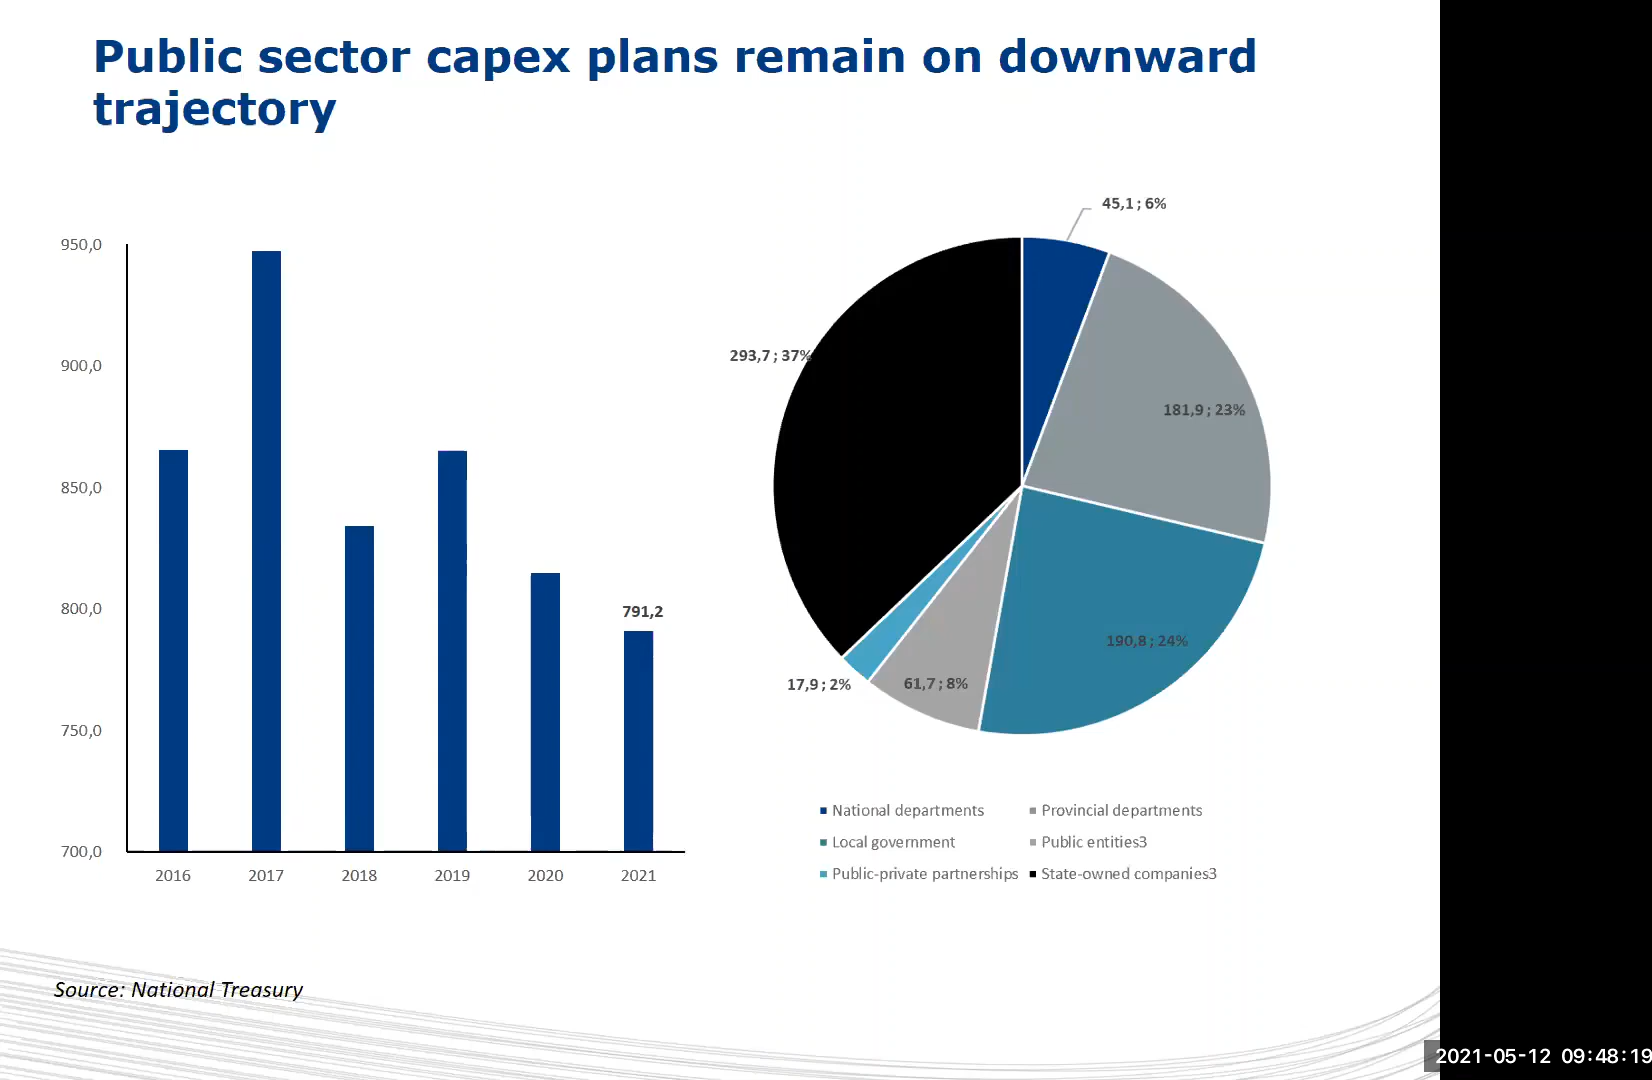 Public sector capex plans remain on downward
trajectory
950,0
900,0
850,0
800,0
750,0
700,0
791,2
2016 2017 2018 2019 2020 2021
45,1 ; 6%
293,7 ; 37%
181,9 ; 23%
190,8 ; 24%
17,9 ; 2%
61,7 ; 8%
National departments
Provincial departments
Local government
Public entities3
Public-private partnerships
State-owned companies3
Source: National Treasury
2021-05-12 09:48:19